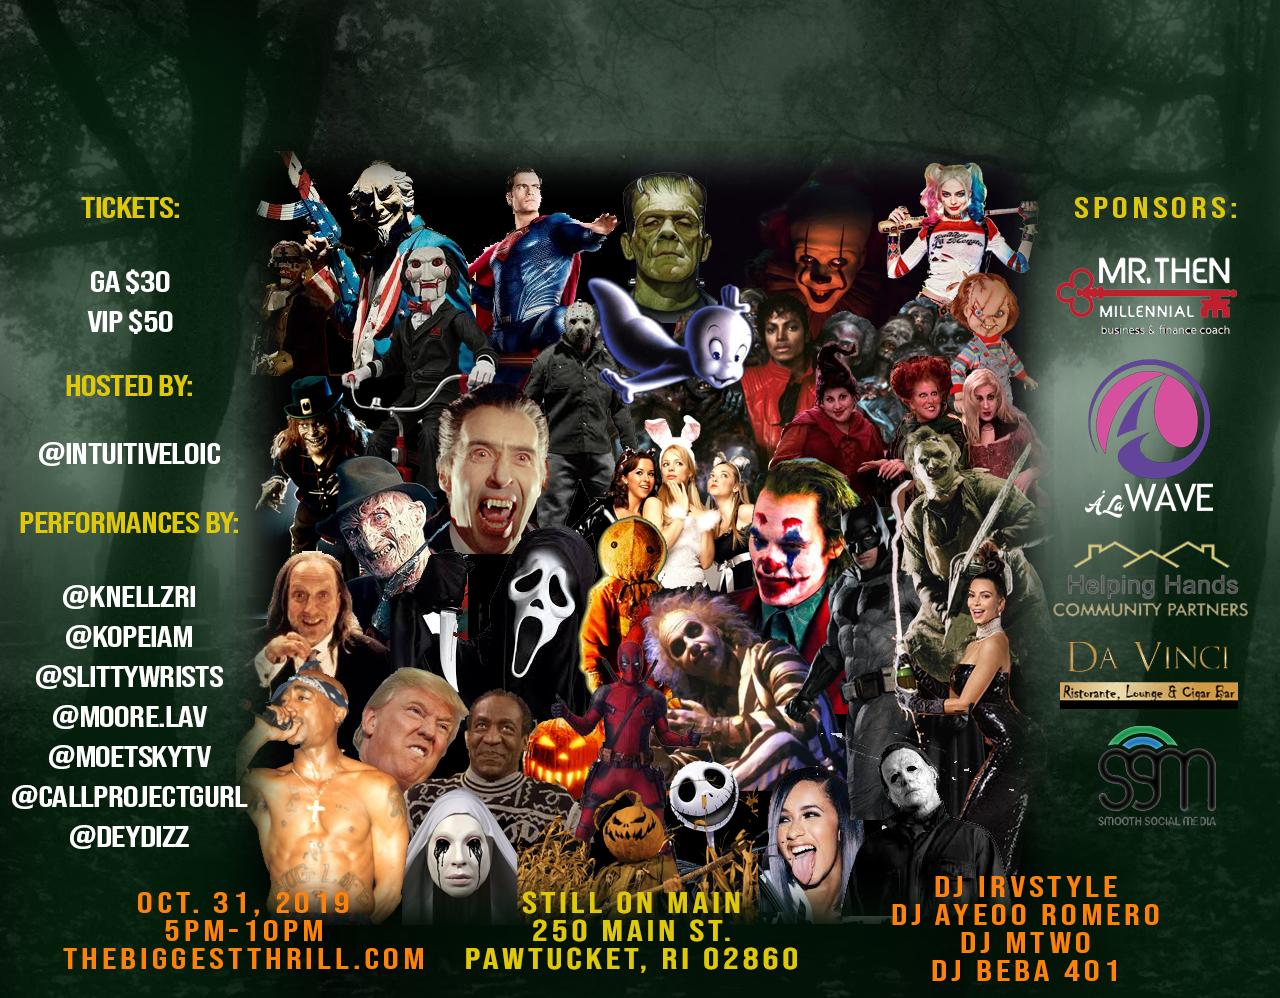 TICKETS:
GA $30
VIP $50
HOSTED BY:
@INTUITIVELOIC
PERFORMANCES BY:
@KNELLZRI
@KOPEIAM
@SLITTYWRISTS
@MOORE.LAV
@MOETSKYTV
@CALLPROJECTGURL
@DEYDIZZ
SPONSORS:
MR.THEN
MILLENNIAL
business & finance coach
À La WAVE
Helping Hands
COMMUNITY PARTNERS
DA VINCI
Ristorante, Lounge & Cigar Bar
SSM
SMOOTH SOCIAL MEDIA
OCT. 31, 2019
5PM-10PM
THEBIGGESTTHRILL.COM
STILL ON MAIN
250 MAIN ST.
PAWTUCKET, RI 02860
DJ IRVSTYLE
DJ AYEOO ROMERO
DJ MTWO
DJ BEBA 401